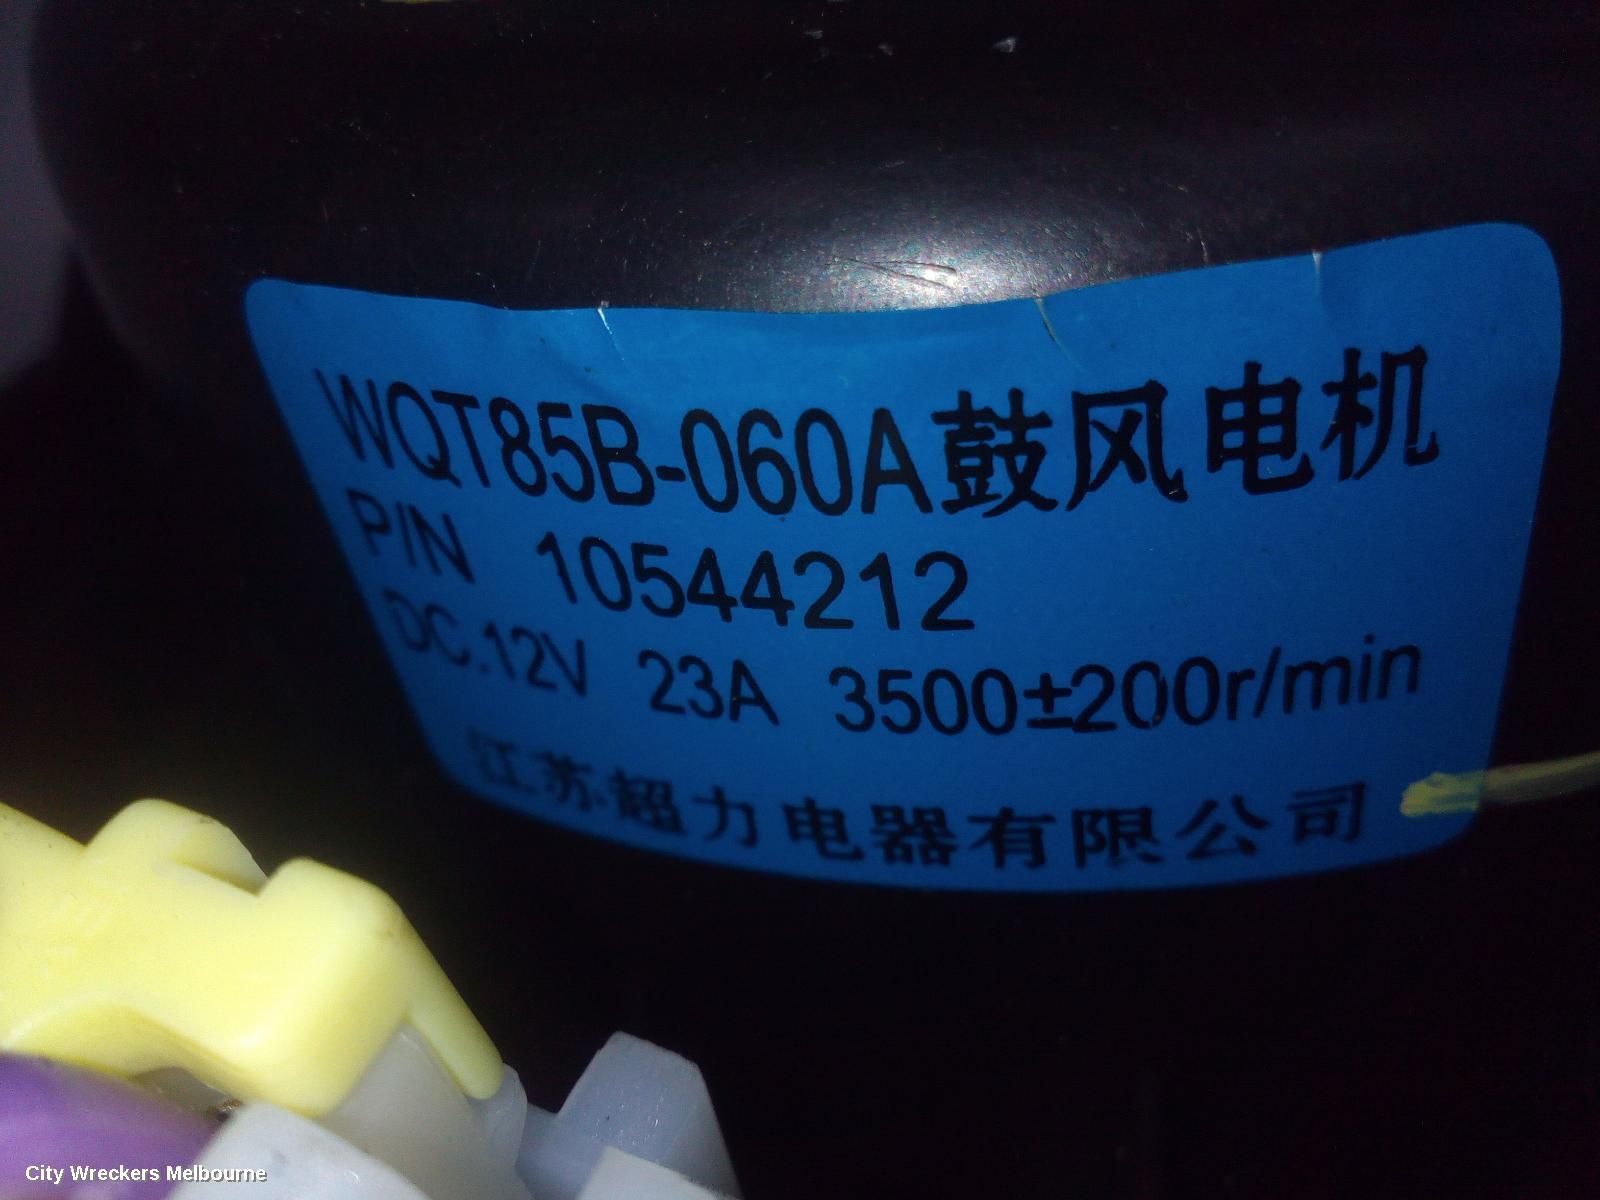 WQT85B-060A鼓风电机
P/N 10544212
DC.12V 23A 3500±200r/min
江苏超力电器有限公司
City Wreckers Melbourne